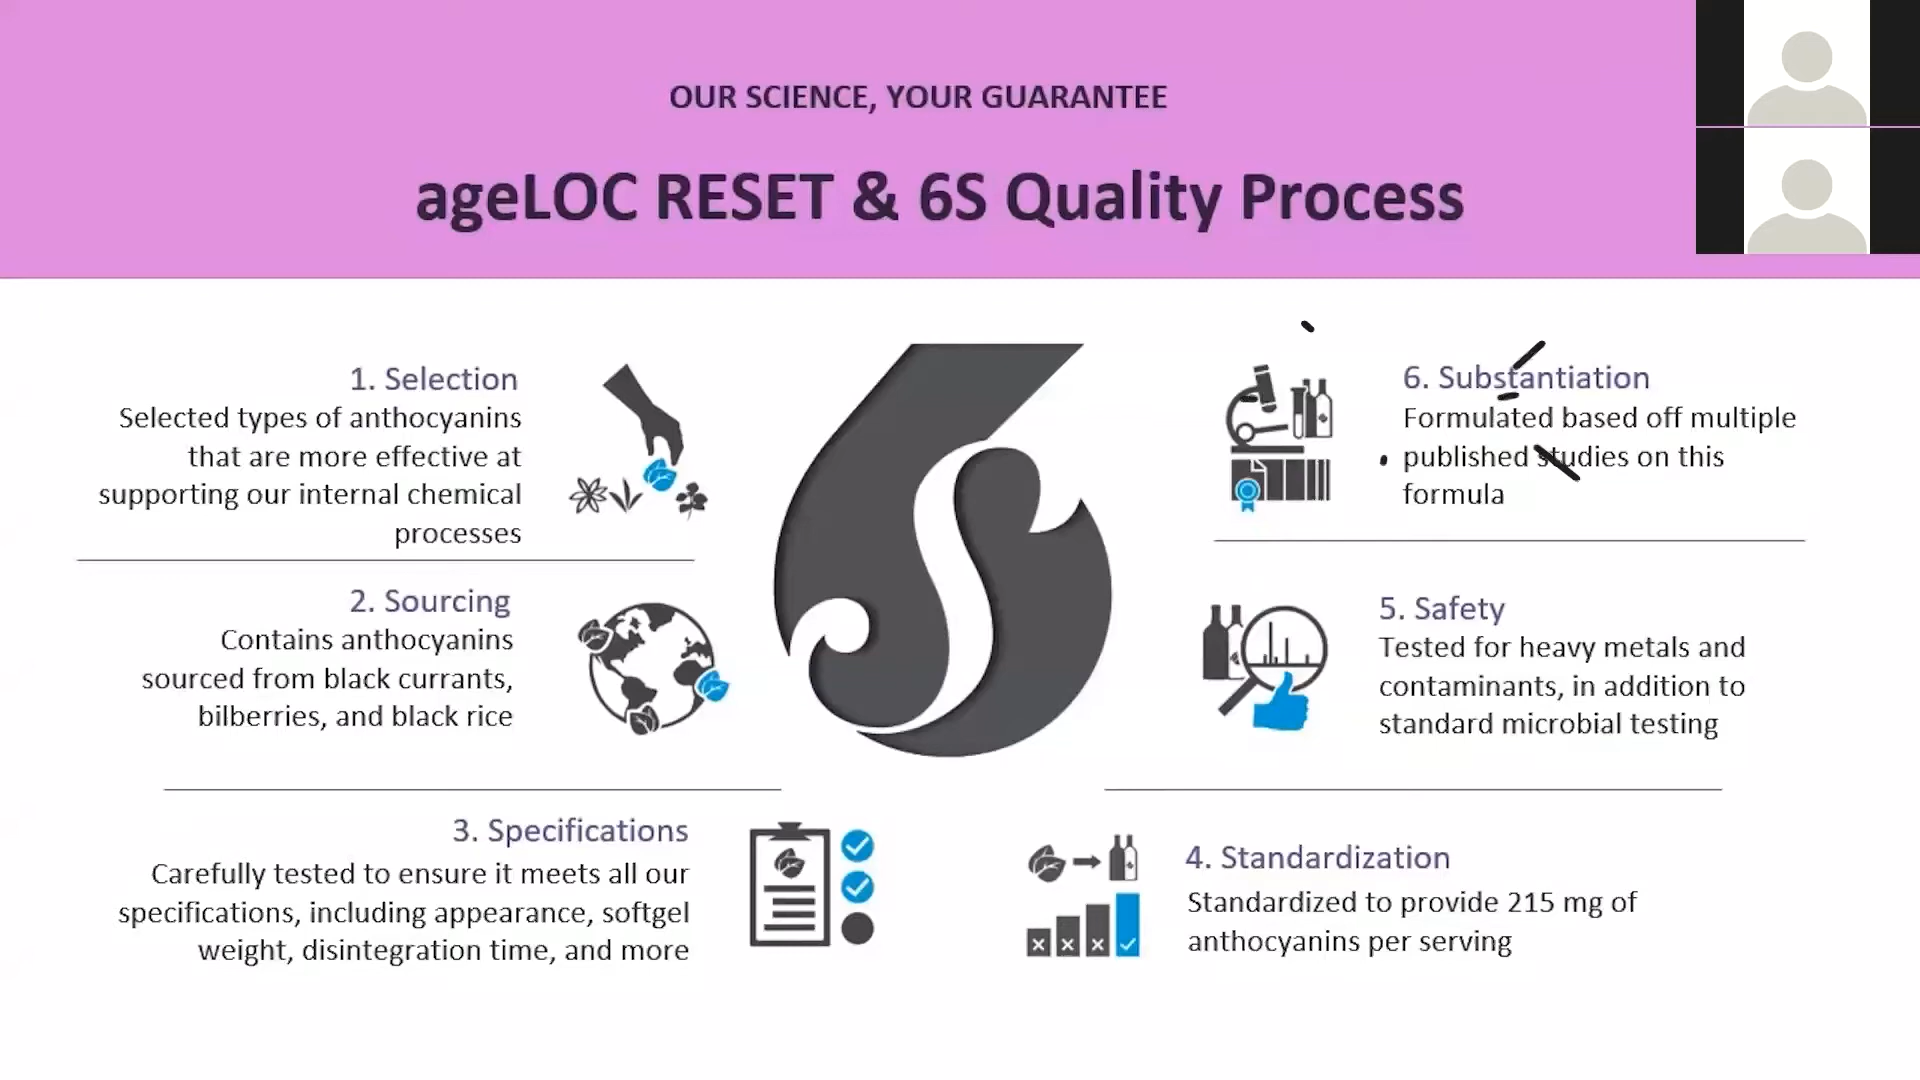 OUR SCIENCE, YOUR GUARANTEE
ageLOC RESET & 6S Quality Process
1. Selection
Selected types of anthocyanins
that are more effective at
supporting our internal chemical
processes
2. Sourcing
Contains anthocyanins
sourced from black currants,
bilberries, and black rice
3. Specifications
Carefully tested to ensure it meets all our
specifications, including appearance, softgel
weight, disintegration time, and more
6S
6. Substantiation
Formulated based off multiple
published studies on this
formula
5. Safety
Tested for heavy metals and
contaminants, in addition to
standard microbial testing
4. Standardization
Standardized to provide 215 mg of
anthocyanins per serving